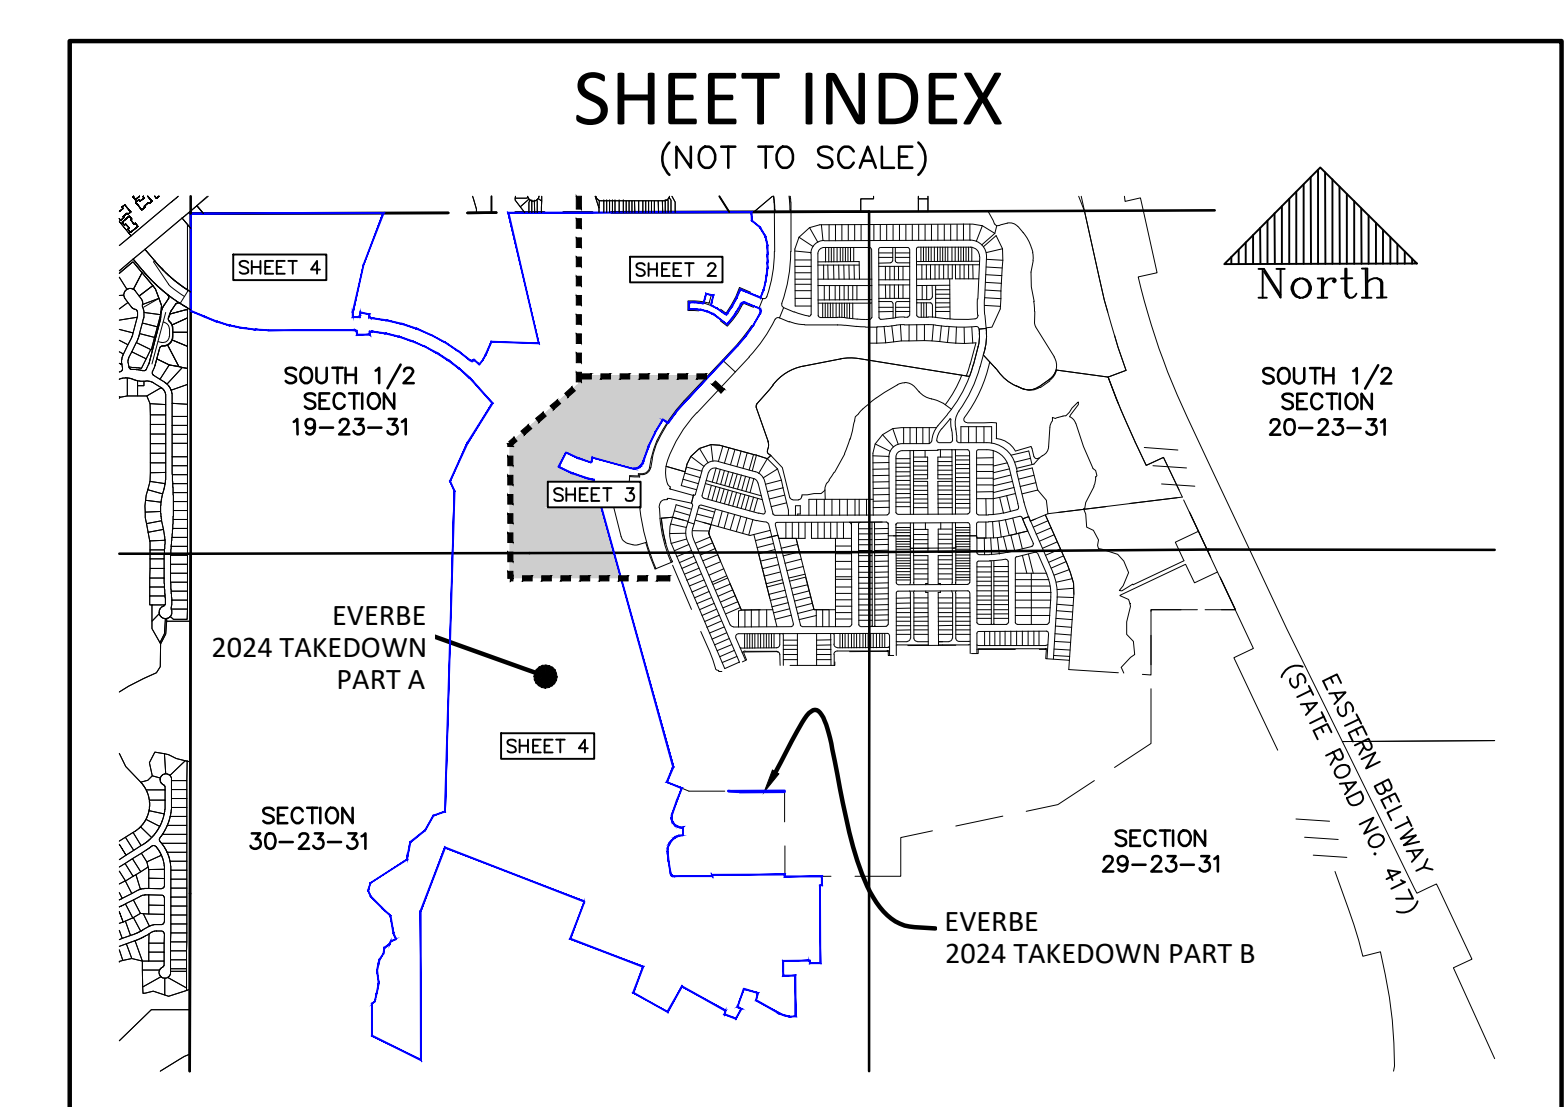 SHEET INDEX
(NOT TO SCALE)
North
SHEET 4
SHEET 2
SOUTH 1/2
SECTION
19-23-31
SOUTH 1/2
SECTION
20-23-31
SHEET 3
EVERBE
2024 TAKEDOWN
PART A
SHEET 4
EASTERN BELTWAY
(STATE ROAD NO. 417)
SECTION
30-23-31
SECTION
29-23-31
EVERBE
2024 TAKEDOWN PART B